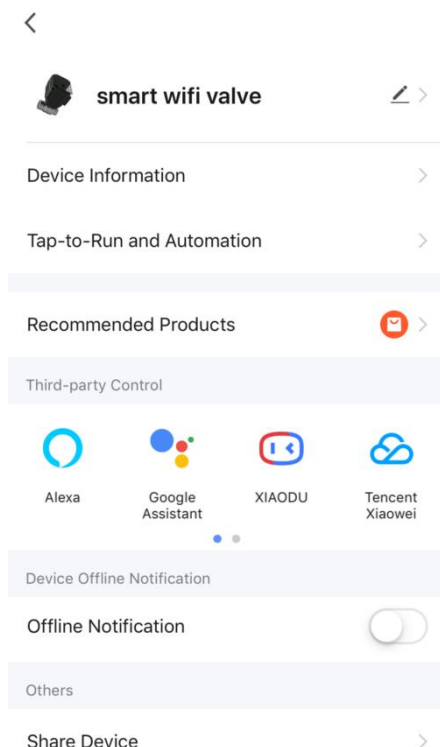 smart wifi valve
Device Information
Tap-to-Run and Automation
Recommended Products
Third-party Control
Alexa
Google
Assistant
XIAODU
Tencent
Xiaowei
Device Offline Notification
Offline Notification
Others
Share Device